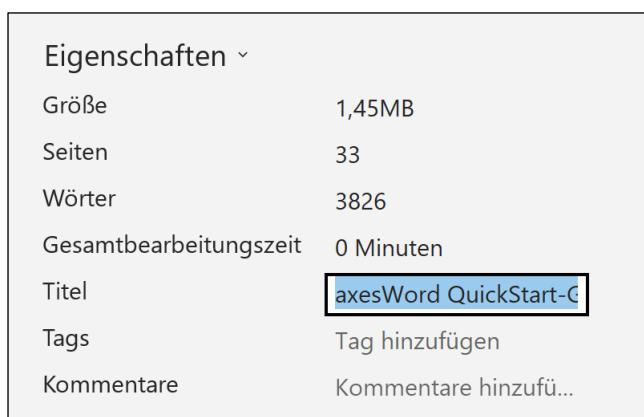 Eigenschaften
Größe 1,45MB
Seiten 33
Wörter 3826
Gesamtbearbeitungszeit 0 Minuten
Titel axesWord QuickStart-G
Tags Tag hinzufügen
Kommentare Kommentare hinzufü...